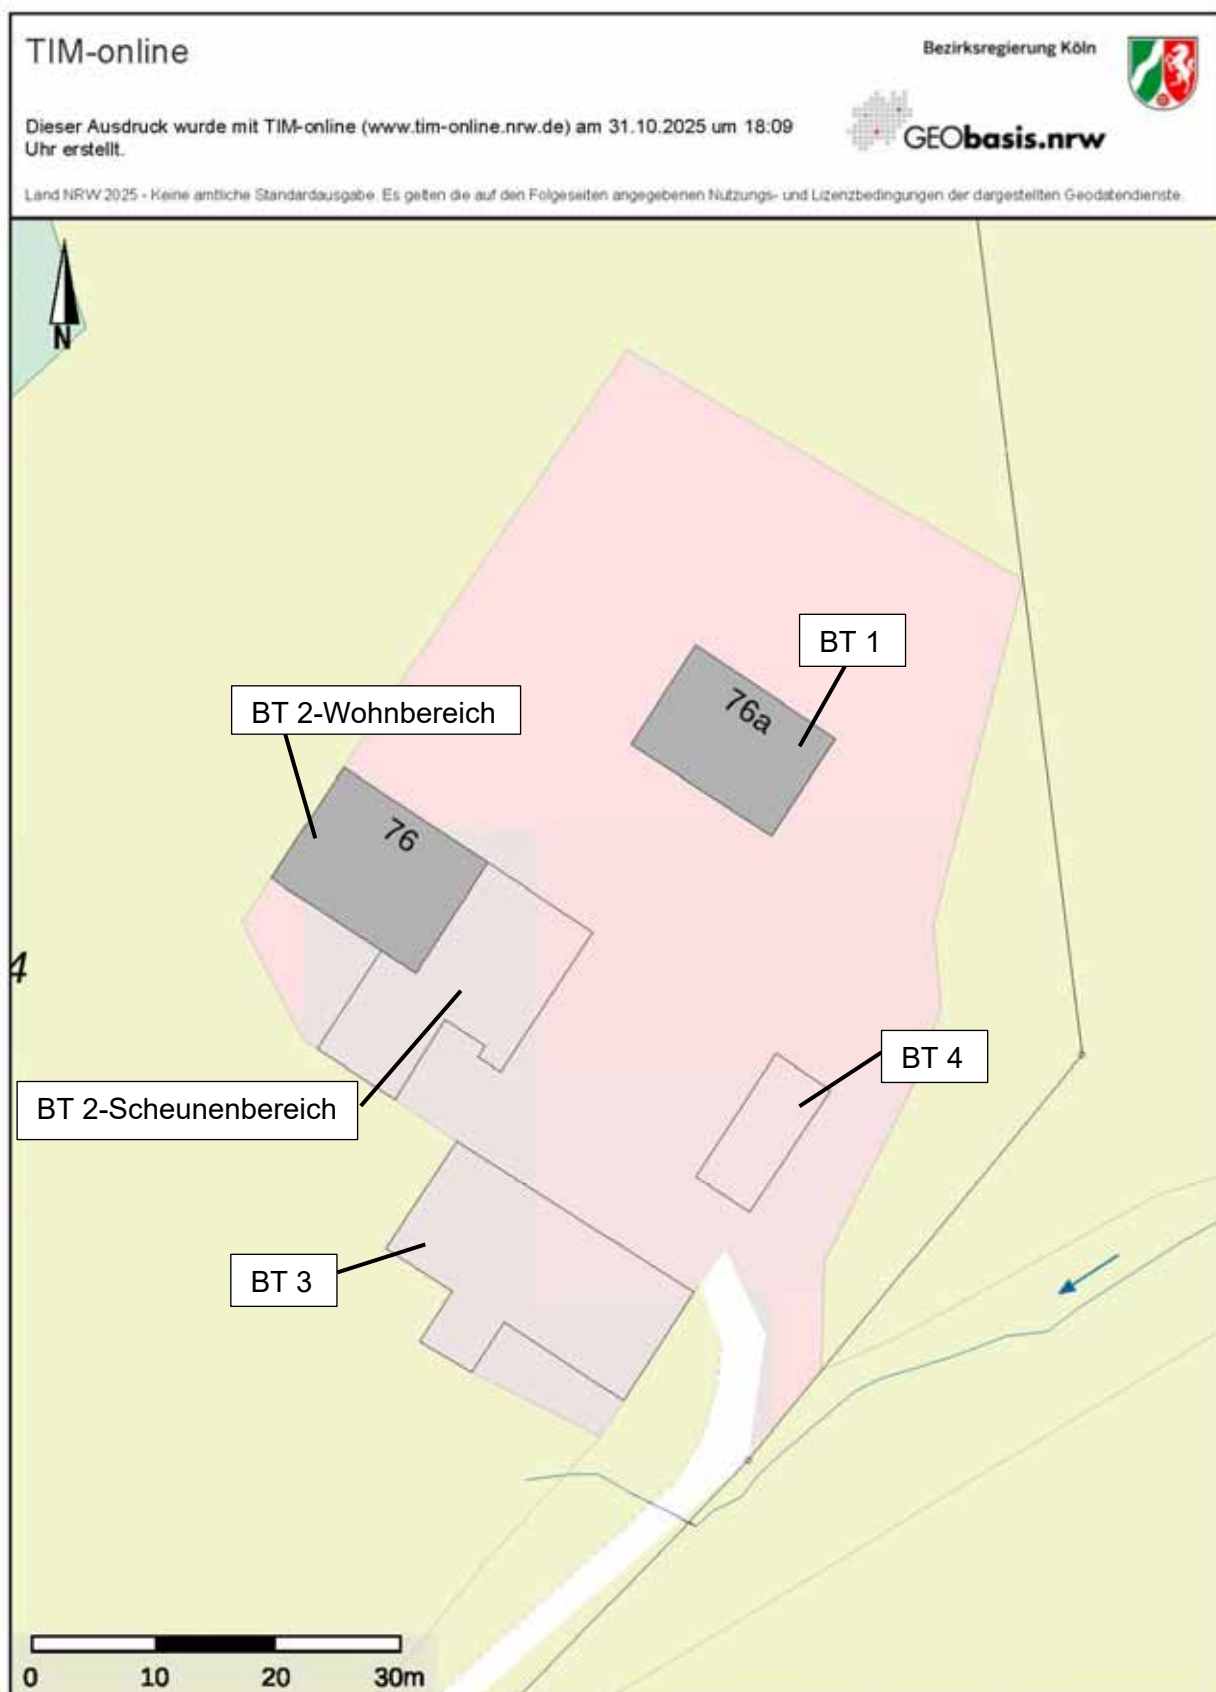 TIM-online
Bezirksregierung Köln
Dieser Ausdruck wurde mit TIM-online (www.tim-online.nrw.de) am 31.10.2025 um 18:09
Uhr erstellt.
GEObasis.nrw
Land NRW 2025 - Keine amtliche Standardausgabe. Es gelten die auf den Folgeseiten angegebenen Nutzungs- und Lizenzbedingungen der dargestellten Geodatendienste.
N
BT 1
76a
BT 2-Wohnbereich
76
4
BT 4
BT 2-Scheunenbereich
BT 3
0 10 20 30m